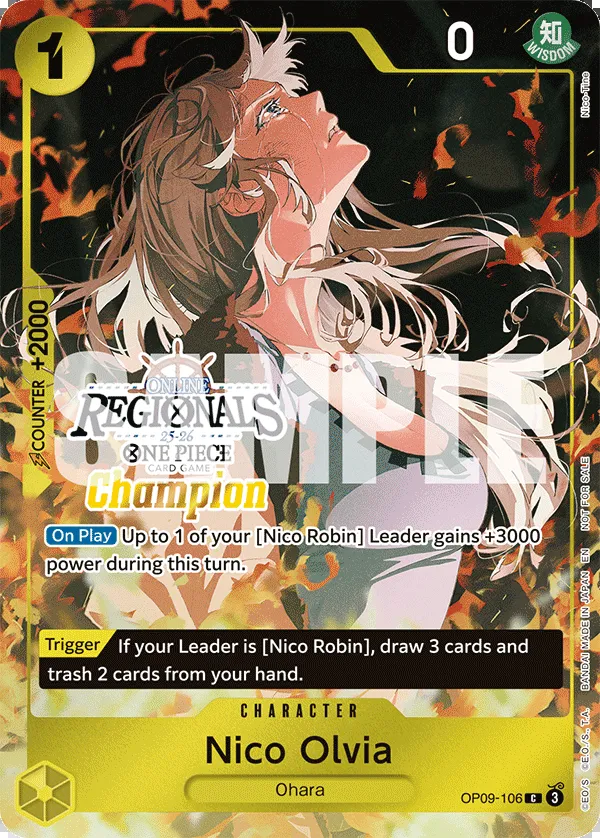 1
0
知
WISDOM
Nico-Tine
COUNTER +2000
SAMPLE
ONLINE
REGIONALS
25-26
ONE PIECE
CARD GAME
Champion
On Play Up to 1 of your [Nico Robin] Leader gains +3000
power during this turn.
Trigger If your Leader is [Nico Robin], draw 3 cards and
trash 2 cards from your hand.
CHARACTER
Nico Olvia
Ohara
OP09-106 C 3
©EO/S ©E.O./S, T.A. BANDAI MADE IN JAPAN EN NOT FOR SALE